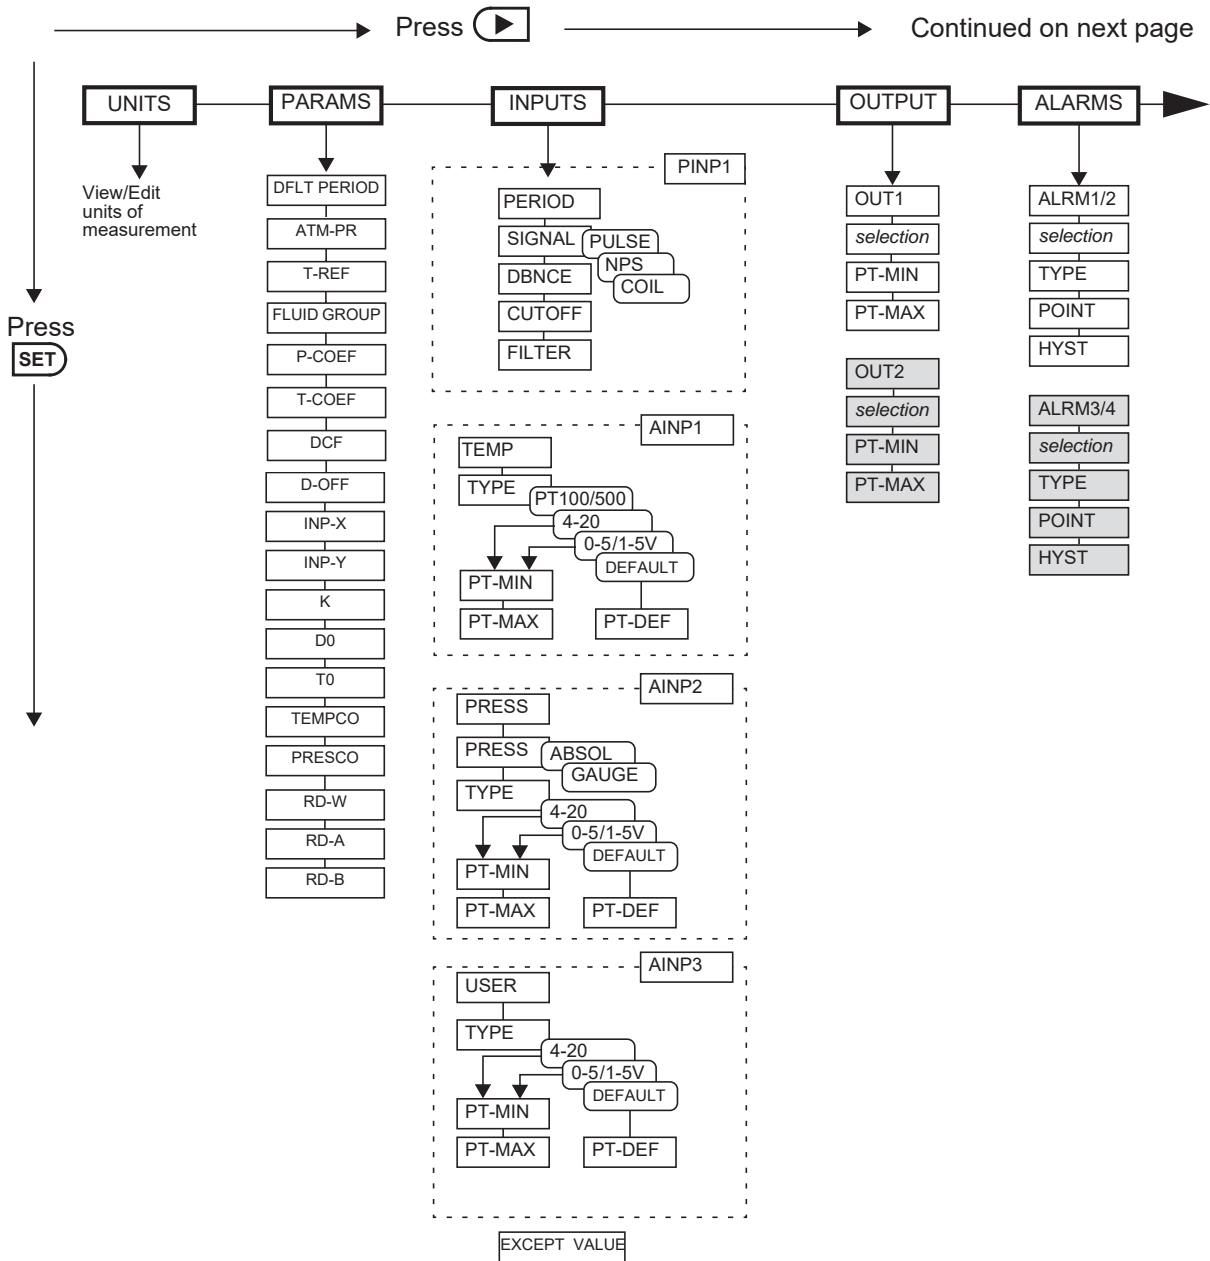 Press
Continued on next page
Press
SET
UNITS
PARAMS
INPUTS
OUTPUT
ALARMS
View/Edit
units of
measurement
DFLT PERIOD
ATM-PR
T-REF
FLUID GROUP
P-COEF
T-COEF
DCF
D-OFF
INP-X
INP-Y
K
D0
T0
TEMPCO
PRESCO
RD-W
RD-A
RD-B
PINP1
PERIOD
SIGNAL
PULSE
NPS
COIL
DBNCE
CUTOFF
FILTER
AINP1
TEMP
TYPE
PT100/500
4-20
0-5/1-5V
DEFAULT
PT-MIN
PT-MAX
PT-DEF
AINP2
PRESS
PRESS
ABSOL
GAUGE
TYPE
4-20
0-5/1-5V
DEFAULT
PT-MIN
PT-MAX
PT-DEF
AINP3
USER
TYPE
4-20
0-5/1-5V
DEFAULT
PT-MIN
PT-MAX
PT-DEF
EXCEPT VALUE
OUT1
selection
PT-MIN
PT-MAX
OUT2
selection
PT-MIN
PT-MAX
ALRM1/2
selection
TYPE
POINT
HYST
ALRM3/4
selection
TYPE
POINT
HYST